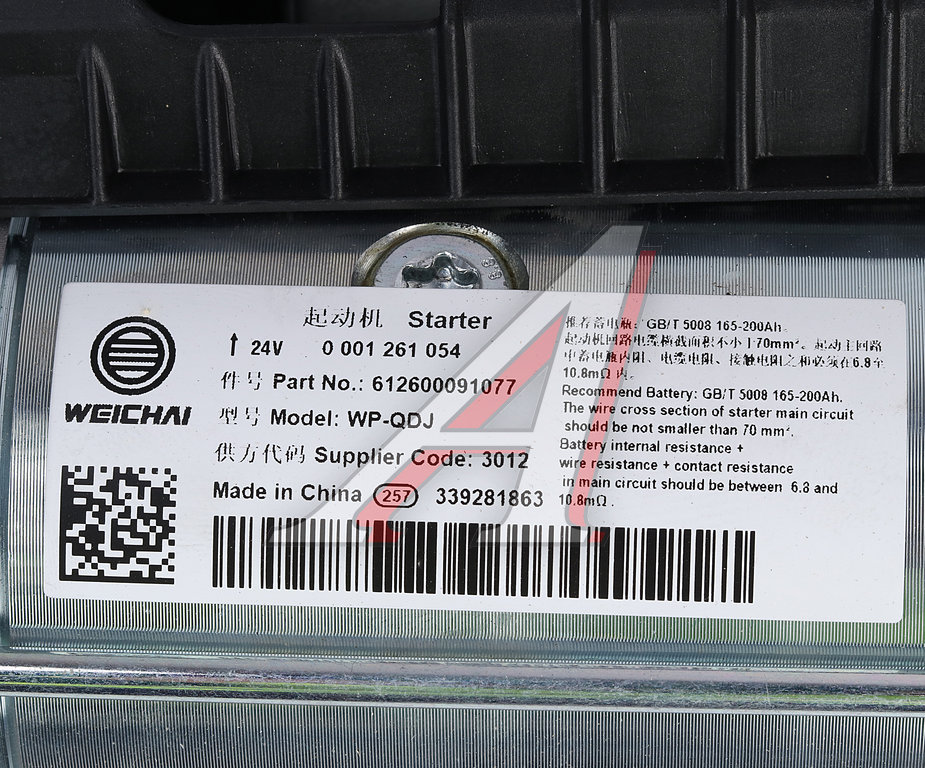 起动机 Starter
↑ 24V 0 001 261 054
件号 Part No.: 612600091077
型号 Model: WP-QDJ
供方代码 Supplier Code: 3012
Made in China 257 339281863
WEICHAI
推荐蓄电瓶: GB/T 5008 165-200Ah.
起动机回路电缆横截面积不小于70mm². 起动主回路
中蓄电瓶内阻、电缆电阻、接触电阻之和必须在6.8至
10.8mΩ 内.
Recommend Battery: GB/T 5008 165-200Ah.
The wire cross section of starter main circuit
should be not smaller than 70 mm².
Battery internal resistance +
wire resistance + contact resistance
in main circuit should be between 6.8 and
10.8mΩ .